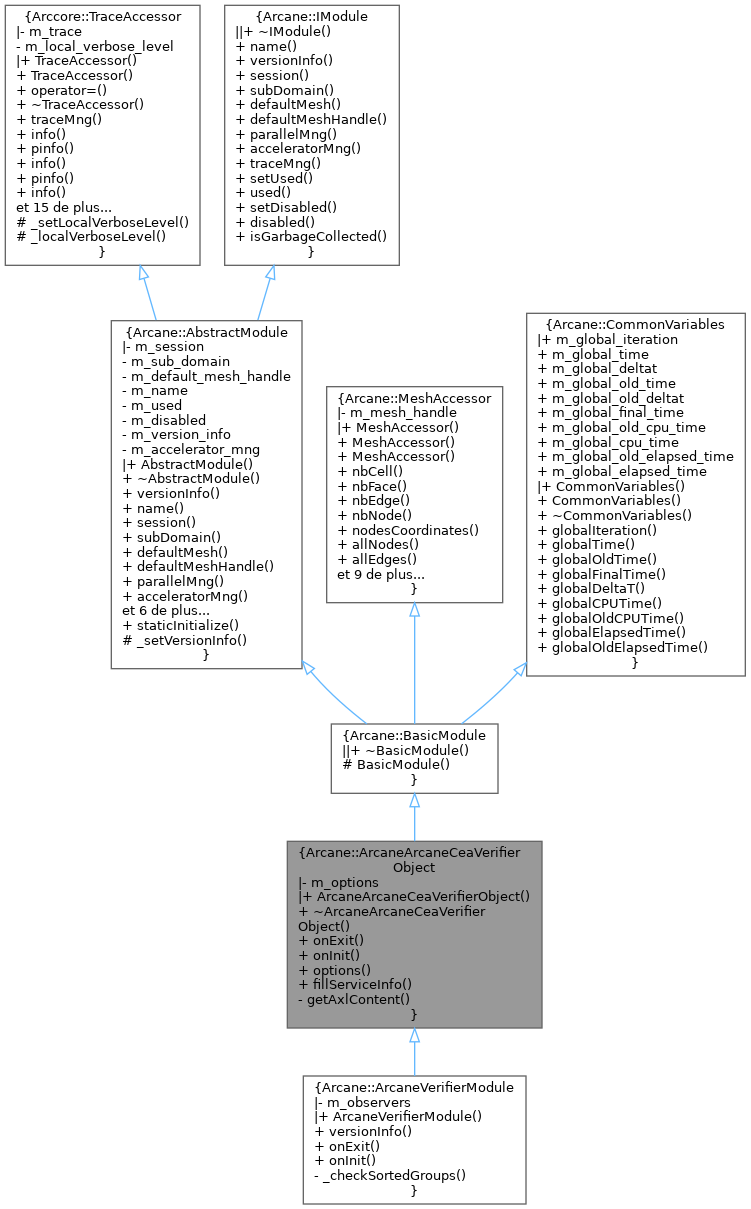 {Arccore::TraceAccessor
|- m_trace
- m_local_verbose_level
|+ TraceAccessor()
+ TraceAccessor()
+ operator=()
+ ~TraceAccessor()
+ traceMng()
+ info()
+ pinfo()
+ info()
+ pinfo()
+ info()
et 15 de plus...
# _setLocalVerboseLevel()
# _localVerboseLevel()
}
{Arcane::IModule
||+ ~IModule()
+ name()
+ versionInfo()
+ session()
+ subDomain()
+ defaultMesh()
+ defaultMeshHandle()
+ parallelMng()
+ acceleratorMng()
+ traceMng()
+ setUsed()
+ used()
+ setDisabled()
+ disabled()
+ isGarbageCollected()
}
{Arcane::AbstractModule
|- m_session
- m_sub_domain
- m_default_mesh_handle
- m_name
- m_used
- m_disabled
- m_version_info
- m_accelerator_mng
|+ AbstractModule()
+ ~AbstractModule()
+ versionInfo()
+ name()
+ session()
+ subDomain()
+ defaultMesh()
+ defaultMeshHandle()
+ parallelMng()
+ acceleratorMng()
et 6 de plus...
+ staticInitialize()
# _setVersionInfo()
}
{Arcane::MeshAccessor
|- m_mesh_handle
|+ MeshAccessor()
+ MeshAccessor()
+ MeshAccessor()
+ nbCell()
+ nbFace()
+ nbEdge()
+ nbNode()
+ nodesCoordinates()
+ allNodes()
+ allEdges()
et 9 de plus...
}
{Arcane::CommonVariables
|+ m_global_iteration
+ m_global_time
+ m_global_deltat
+ m_global_old_time
+ m_global_old_deltat
+ m_global_final_time
+ m_global_old_cpu_time
+ m_global_cpu_time
+ m_global_old_elapsed_time
+ m_global_elapsed_time
|+ CommonVariables()
+ CommonVariables()
+ ~CommonVariables()
+ globalIteration()
+ globalTime()
+ globalOldTime()
+ globalFinalTime()
+ globalDeltaT()
+ globalCPUTime()
+ globalOldCPUTime()
+ globalElapsedTime()
+ globalOldElapsedTime()
}
{Arcane::BasicModule
||+ ~BasicModule()
# BasicModule()
}
{Arcane::ArcaneArcaneCeaVerifier
Object
|- m_options
|+ ArcaneArcaneCeaVerifierObject()
+ ~ArcaneArcaneCeaVerifier
Object()
+ onExit()
+ onInit()
+ options()
+ fillServiceInfo()
- getAxlContent()
}
{Arcane::ArcaneVerifierModule
|- m_observers
|+ ArcaneVerifierModule()
+ versionInfo()
+ onExit()
+ onInit()
- _checkSortedGroups()
}